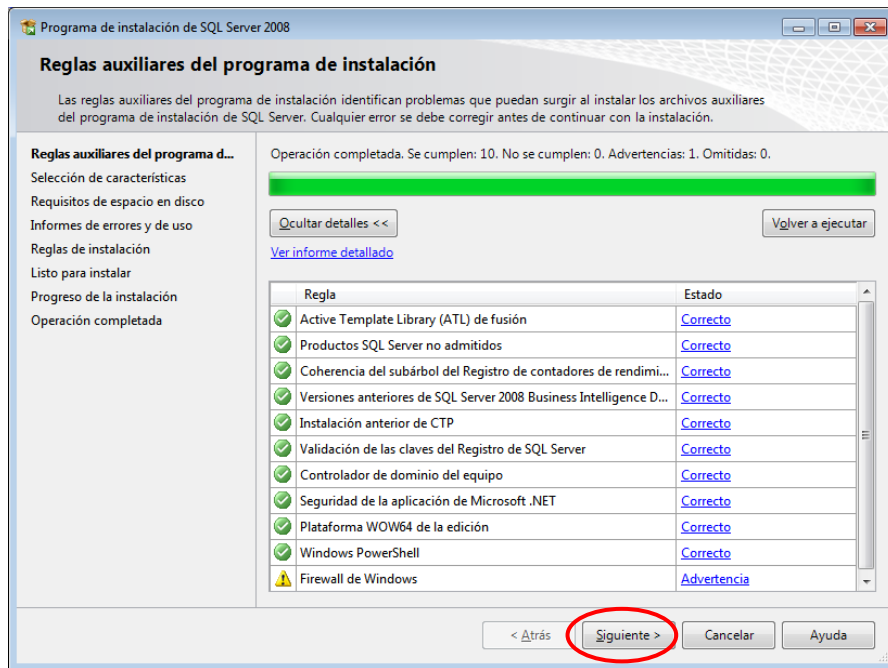 Programa de instalación de SQL Server 2008
Reglas auxiliares del programa de instalación
Las reglas auxiliares del programa de instalación identifican problemas que puedan surgir al instalar los archivos auxiliares
del programa de instalación de SQL Server. Cualquier error se debe corregir antes de continuar con la instalación.
Reglas auxiliares del programa d...
Selección de características
Requisitos de espacio en disco
Informes de errores y de uso
Reglas de instalación
Listo para instalar
Progreso de la instalación
Operación completada
Operación completada. Se cumplen: 10. No se cumplen: 0. Advertencias: 1. Omitidas: 0.
Ocultar detalles <<
Volver a ejecutar
Ver informe detallado
Regla Estado
Active Template Library (ATL) de fusión Correcto
Productos SQL Server no admitidos Correcto
Coherencia del subárbol del Registro de contadores de rendimi... Correcto
Versiones anteriores de SQL Server 2008 Business Intelligence D... Correcto
Instalación anterior de CTP Correcto
Validación de las claves del Registro de SQL Server Correcto
Controlador de dominio del equipo Correcto
Seguridad de la aplicación de Microsoft .NET Correcto
Plataforma WOW64 de la edición Correcto
Windows PowerShell Correcto
Firewall de Windows Advertencia
< Atrás Siguiente > Cancelar Ayuda